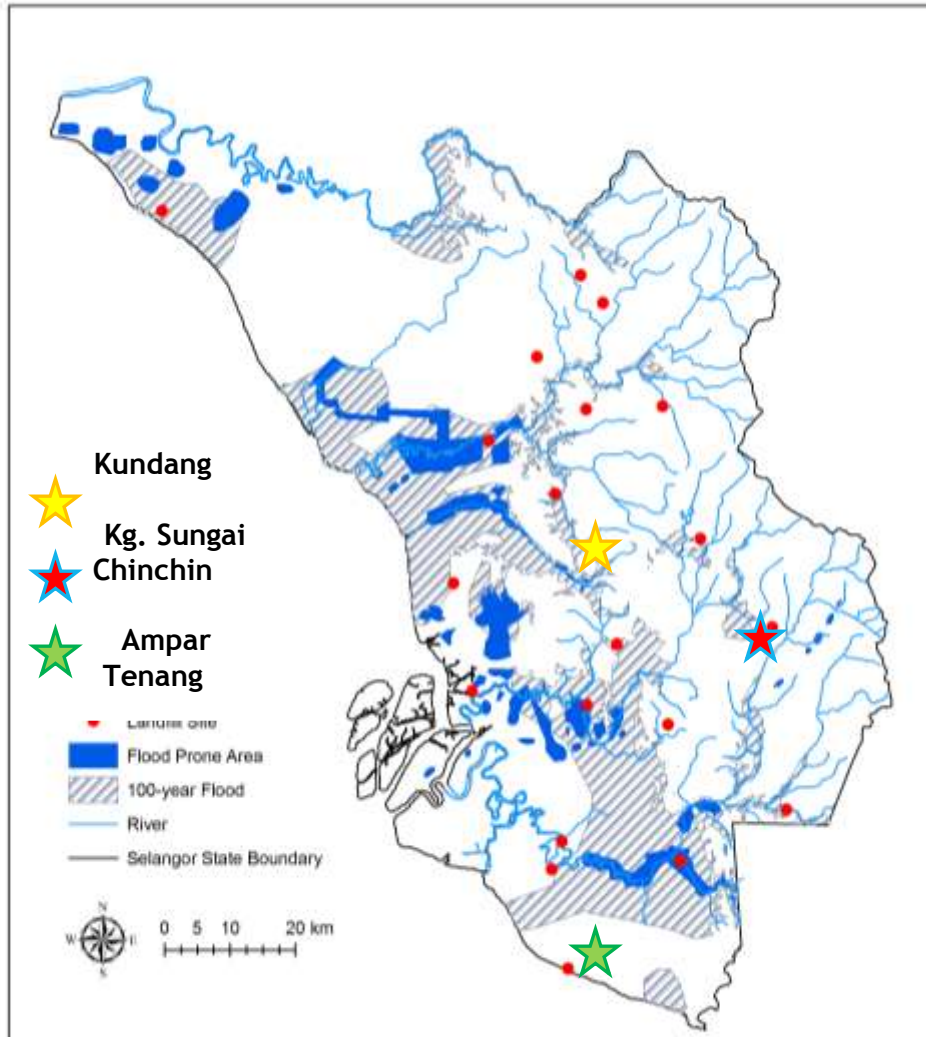 Kundang
Kg. Sungai
Chinchin
Ampar
Tenang
Landfill Site
Flood Prone Area
100-year Flood
River
Selangor State Boundary
N
W E
S
0 5 10 20 km